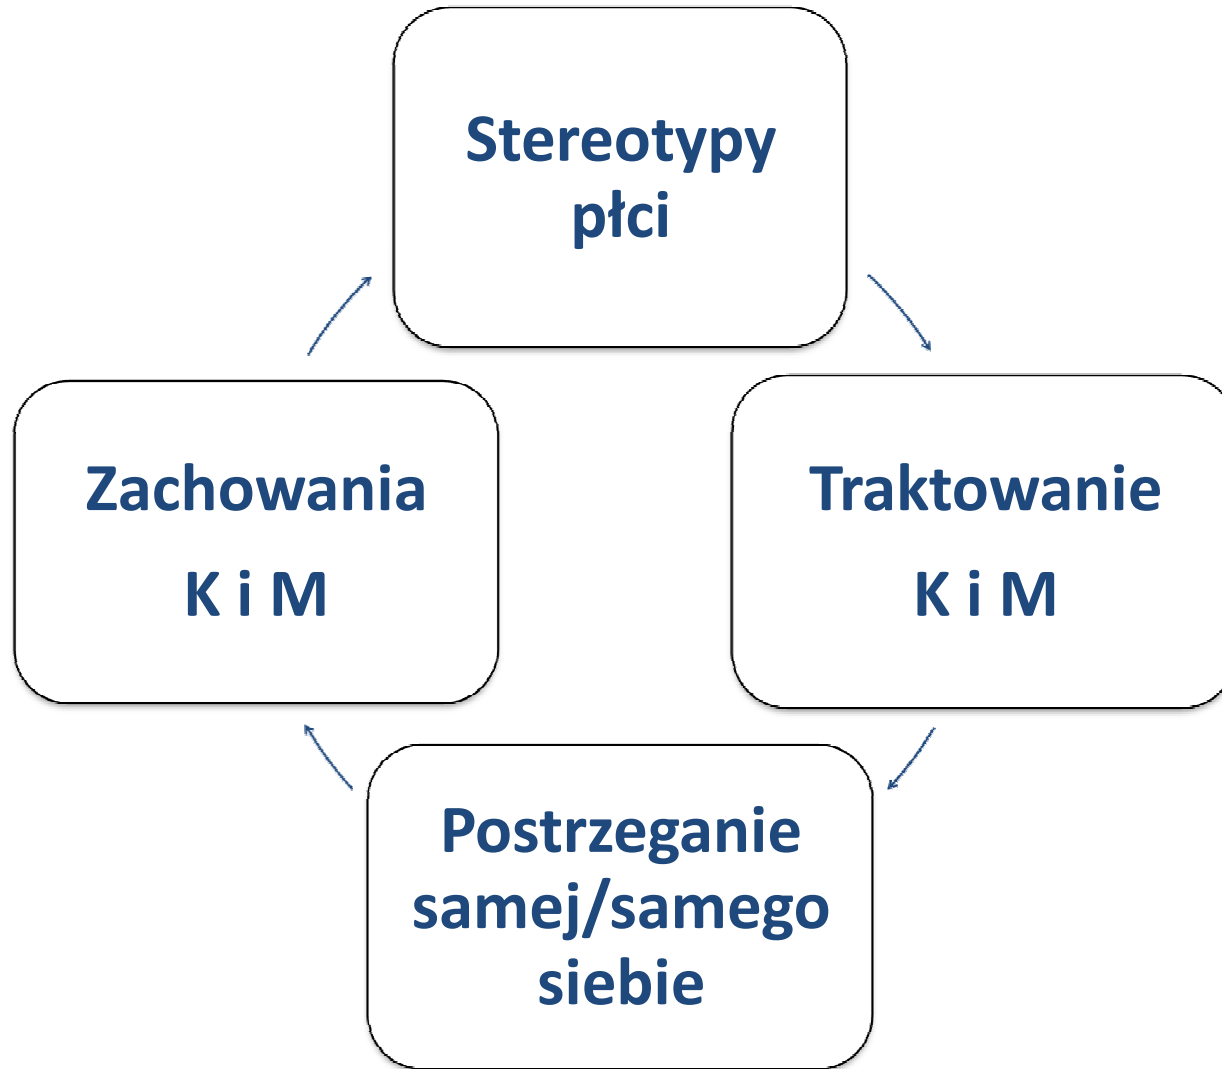 Stereotypy
płci
Traktowanie
K i M
Postrzeganie
samej/samego
siebie
Zachowania
K i M